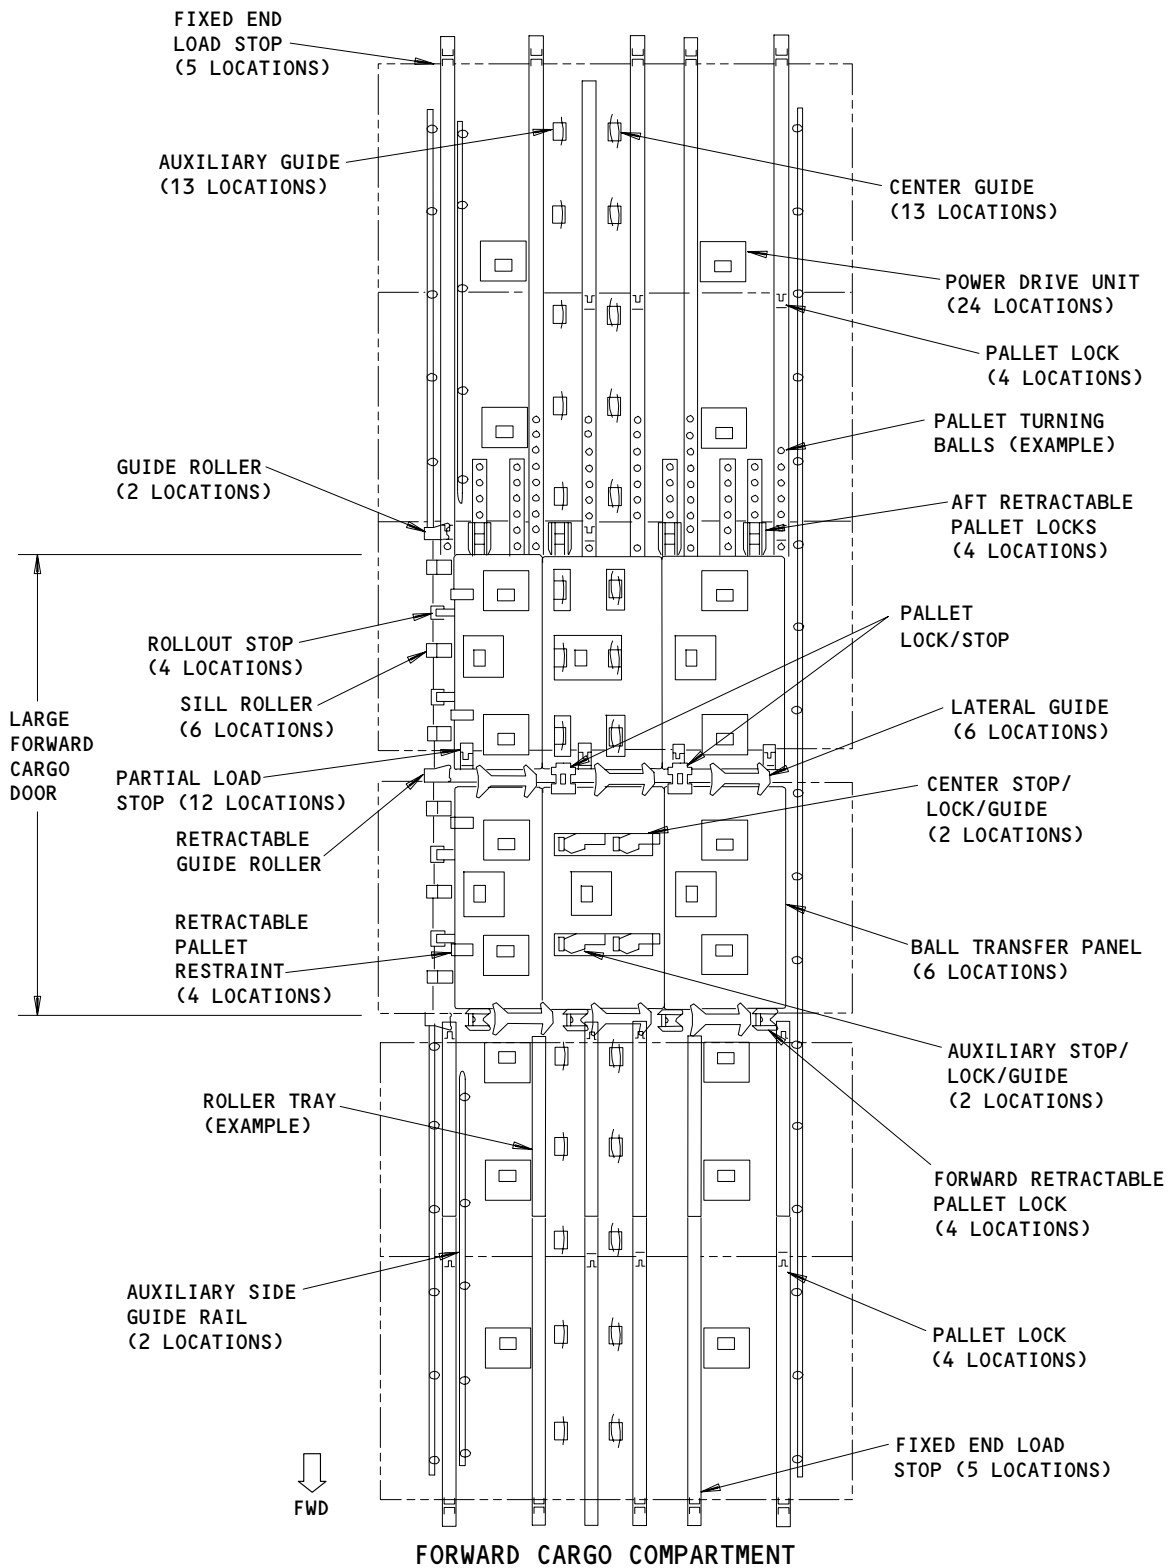 FIXED END
LOAD STOP
(5 LOCATIONS)
AUXILIARY GUIDE
(13 LOCATIONS)
CENTER GUIDE
(13 LOCATIONS)
POWER DRIVE UNIT
(24 LOCATIONS)
PALLET LOCK
(4 LOCATIONS)
PALLET TURNING
BALLS (EXAMPLE)
GUIDE ROLLER
(2 LOCATIONS)
AFT RETRACTABLE
PALLET LOCKS
(4 LOCATIONS)
PALLET
LOCK/STOP
ROLLOUT STOP
(4 LOCATIONS)
SILL ROLLER
(6 LOCATIONS)
LARGE
FORWARD
CARGO
DOOR
LATERAL GUIDE
(6 LOCATIONS)
PARTIAL LOAD
STOP (12 LOCATIONS)
CENTER STOP/
LOCK/GUIDE
(2 LOCATIONS)
RETRACTABLE
GUIDE ROLLER
RETRACTABLE
PALLET
RESTRAINT
(4 LOCATIONS)
BALL TRANSFER PANEL
(6 LOCATIONS)
AUXILIARY STOP/
LOCK/GUIDE
(2 LOCATIONS)
ROLLER TRAY
(EXAMPLE)
FORWARD RETRACTABLE
PALLET LOCK
(4 LOCATIONS)
AUXILIARY SIDE
GUIDE RAIL
(2 LOCATIONS)
PALLET LOCK
(4 LOCATIONS)
FIXED END LOAD
STOP (5 LOCATIONS)
FWD
FORWARD CARGO COMPARTMENT